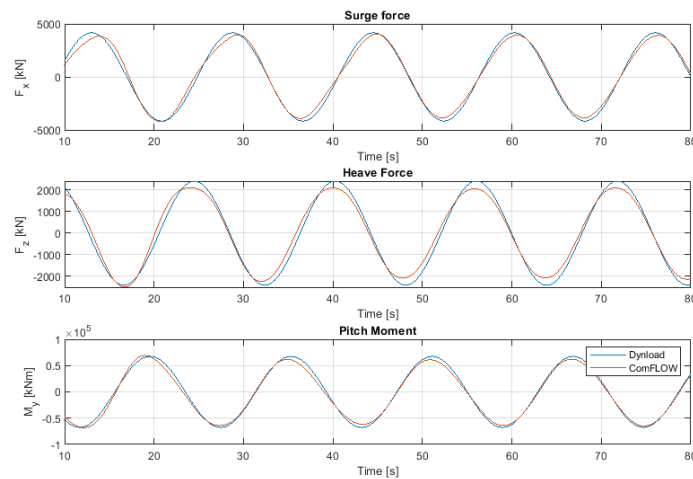 Surge force
5000
0
-5000
F_x [kN]
10 20 30 40 50 60 70 80
Time [s]
Heave Force
2000
1000
0
-1000
-2000
F_z [kN]
10 20 30 40 50 60 70 80
Time [s]
×10^5
Pitch Moment
1
0.5
0
-0.5
-1
M_y [kNm]
Dynload
ComFLOW
10 20 30 40 50 60 70 80
Time [s]